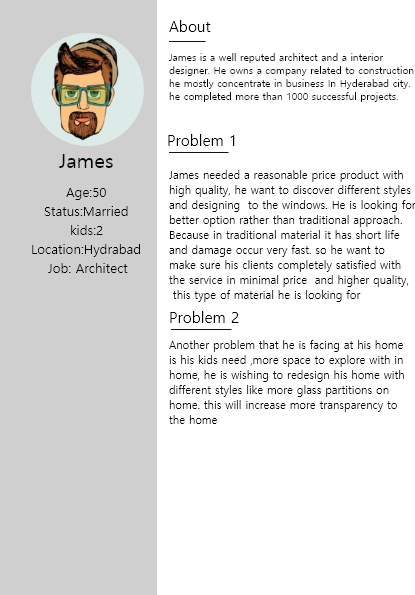 James
Age:50
Status:Married
kids:2
Location:Hydrabad
Job: Architect
About
James is a well reputed architect and a interior
designer. He owns a company related to construction
he mostly concentrate in business In Hyderabad city.
he completed more than 1000 successful projects.
Problem 1
James needed a reasonable price product with
high quality, he want to discover different styles
and designing  to the windows. He is looking for
better option rather than traditional approach.
Because in traditional material it has short life
and damage occur very fast. so he want to
make sure his clients completely satisfied with
the service in minimal price  and higher quality,
this type of material he is looking for
Problem 2
Another problem that he is facing at his home
is his kids need ,more space to explore with in
home, he is wishing to redesign his home with
different styles like more glass partitions on
home. this will increase more transparency to
the home